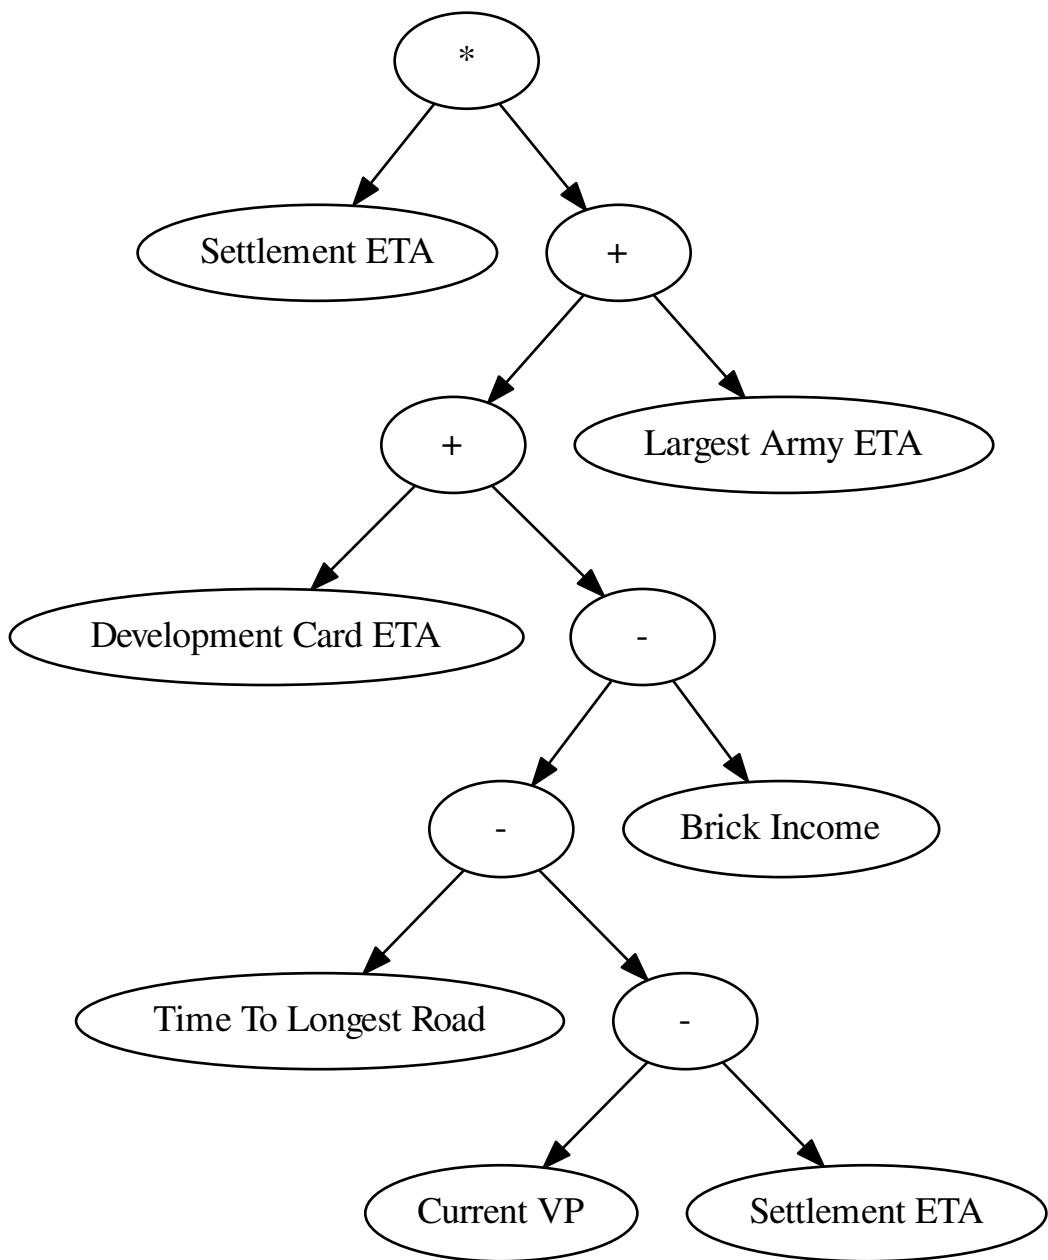 *
Settlement ETA
+
+
Largest Army ETA
Development Card ETA
-
-
Brick Income
Time To Longest Road
-
Current VP
Settlement ETA